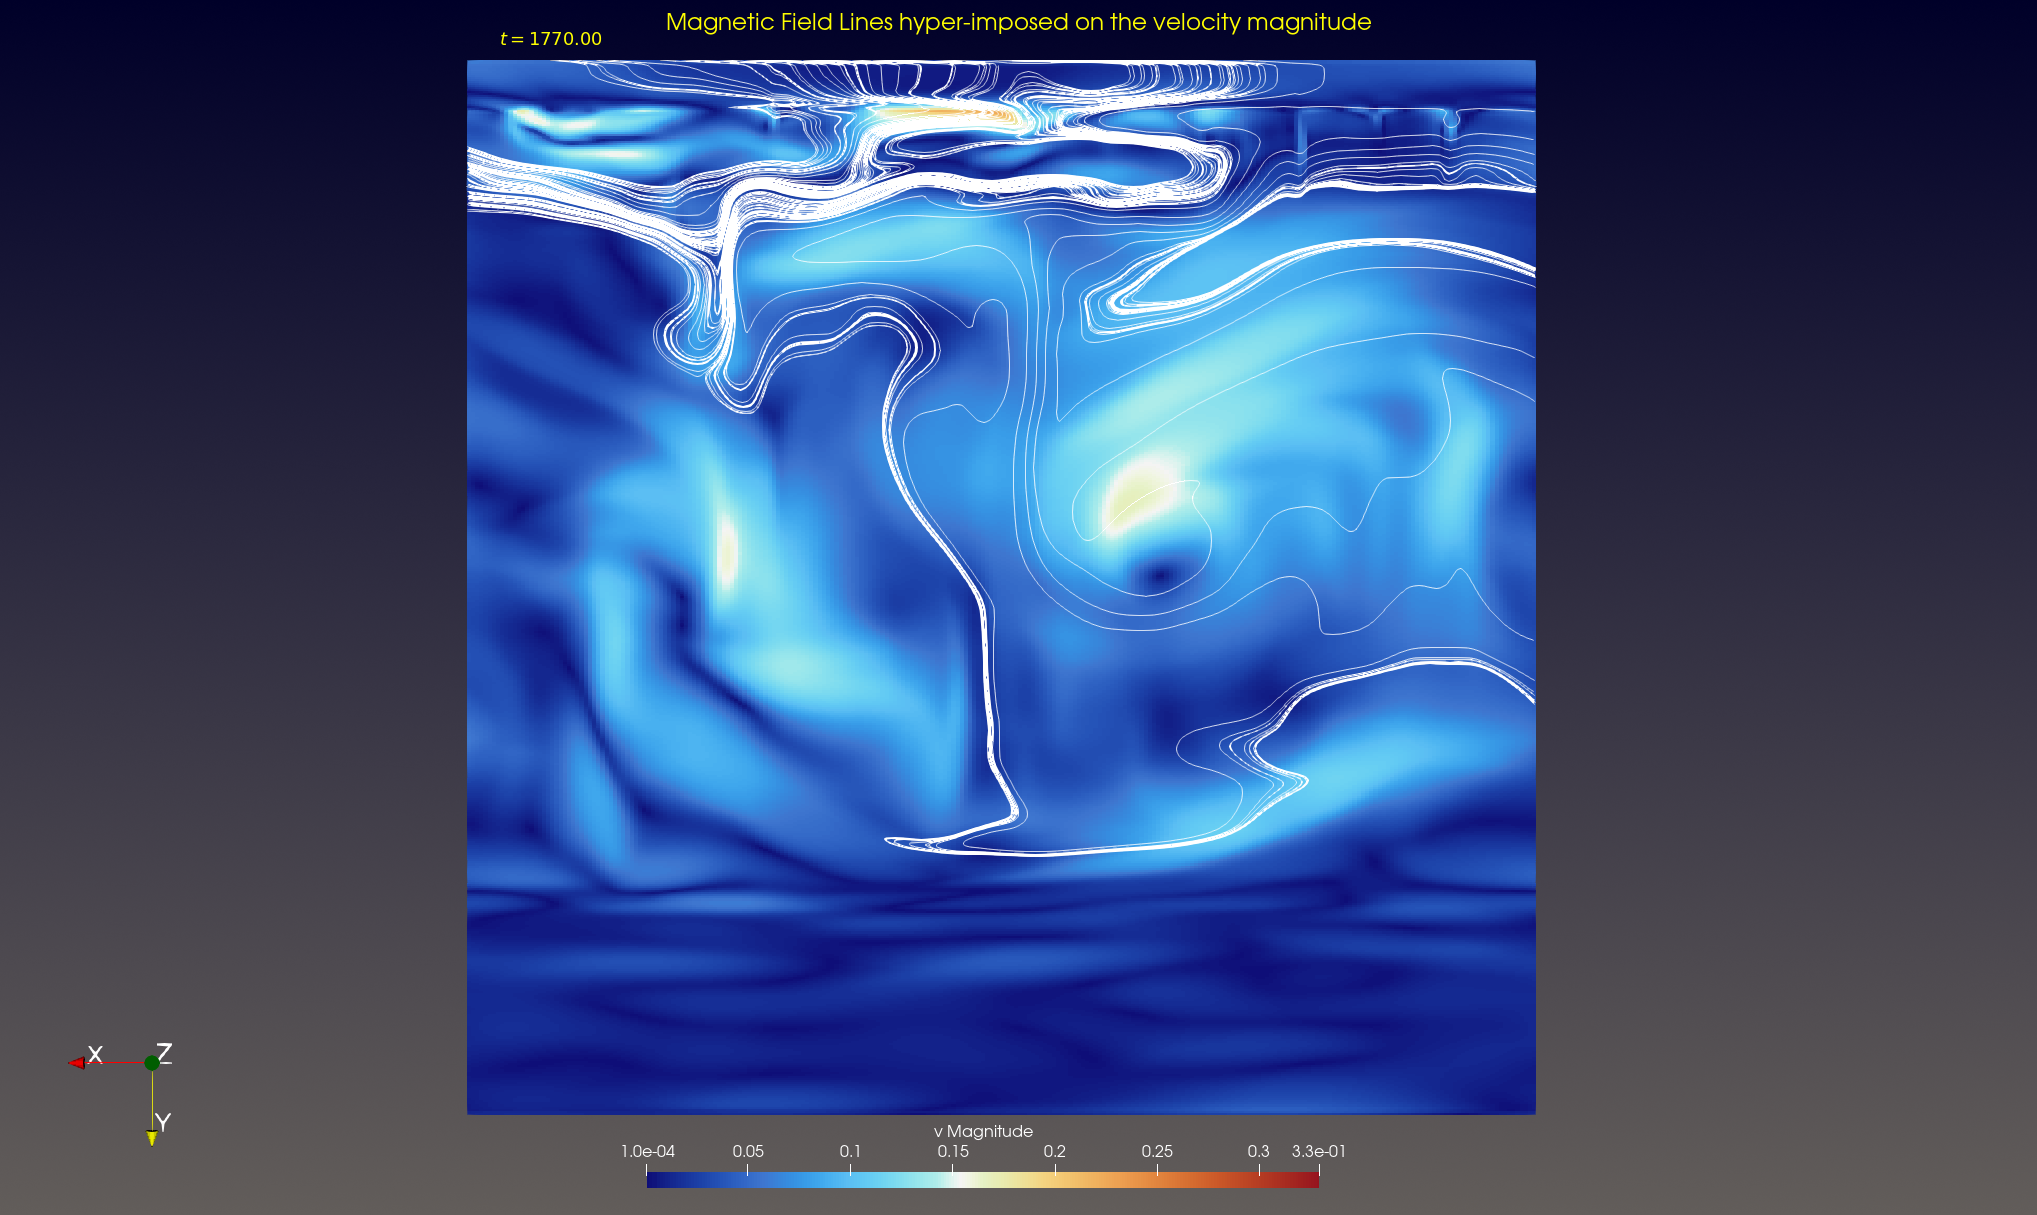 Magnetic Field Lines hyper-imposed on the velocity magnitude
t = 1770.00
X
Z
Y
v Magnitude
1.0e-04 0.05 0.1 0.15 0.2 0.25 0.3 3.3e-01